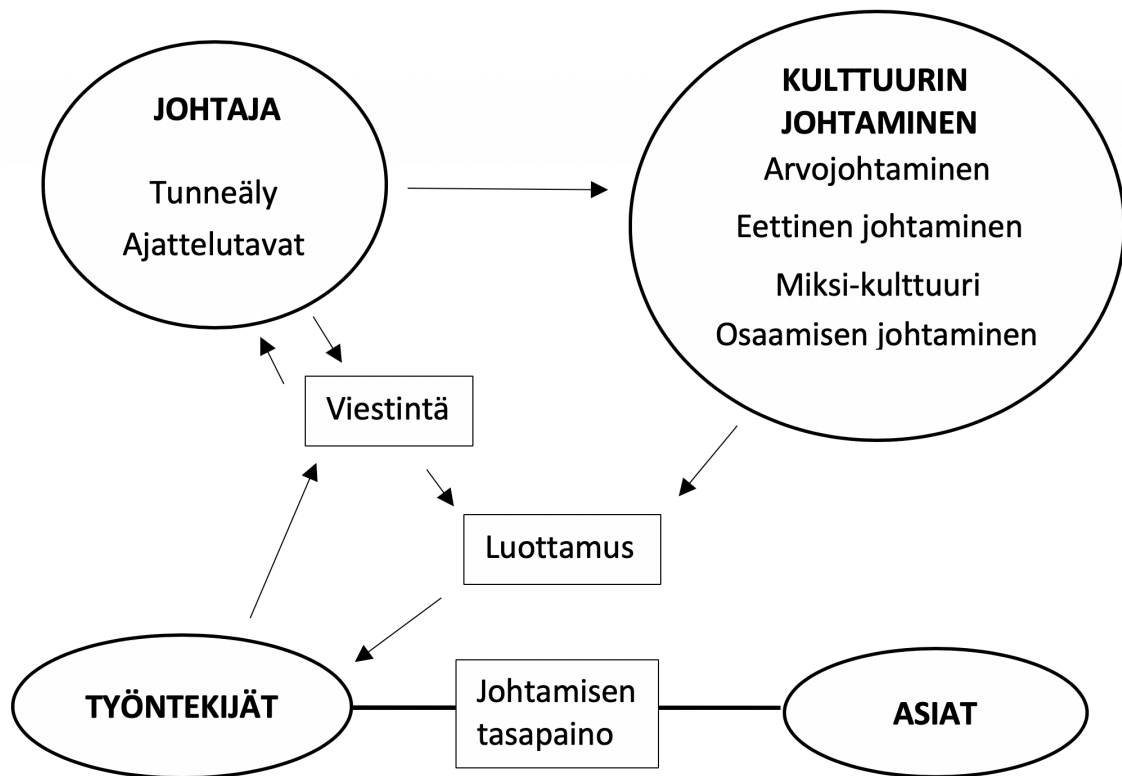 JOHTAJA
Tunneäly
Ajattelutavat
KULTTUURIN
JOHTAMINEN
Arvojohtaminen
Eettinen johtaminen
Miksi-kulttuuri
Osaamisen johtaminen
Viestintä
Luottamus
TYÖNTEKIJÄT
Johtamisen
tasapaino
ASIAT